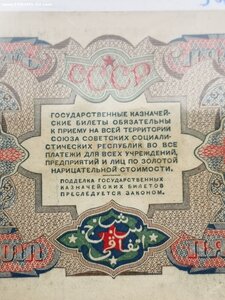 СССР
ГОСУДАРСТВЕННЫЕ КАЗНАЧЕЙ-
СКИЕ БИЛЕТЫ ОБЯЗАТЕЛЬНЫ
К ПРИЕМУ НА ВСЕЙ ТЕРРИТОРИИ
СОЮЗА СОВЕТСКИХ СОЦИАЛИ-
СТИЧЕСКИХ РЕСПУБЛИК ВО ВСЕ
ПЛАТЕЖИ ДЛЯ ВСЕХ УЧРЕЖДЕНИЙ,
ПРЕДПРИЯТИЙ И ЛИЦ ПО ЗОЛОТОЙ
НАРИЦАТЕЛЬНОЙ СТОИМОСТИ.
ПОДДЕЛКА ГОСУДАРСТВЕННЫХ
КАЗНАЧЕЙСКИХ БИЛЕТОВ
ПРЕСЛЕДУЕТСЯ ЗАКОНОМ.